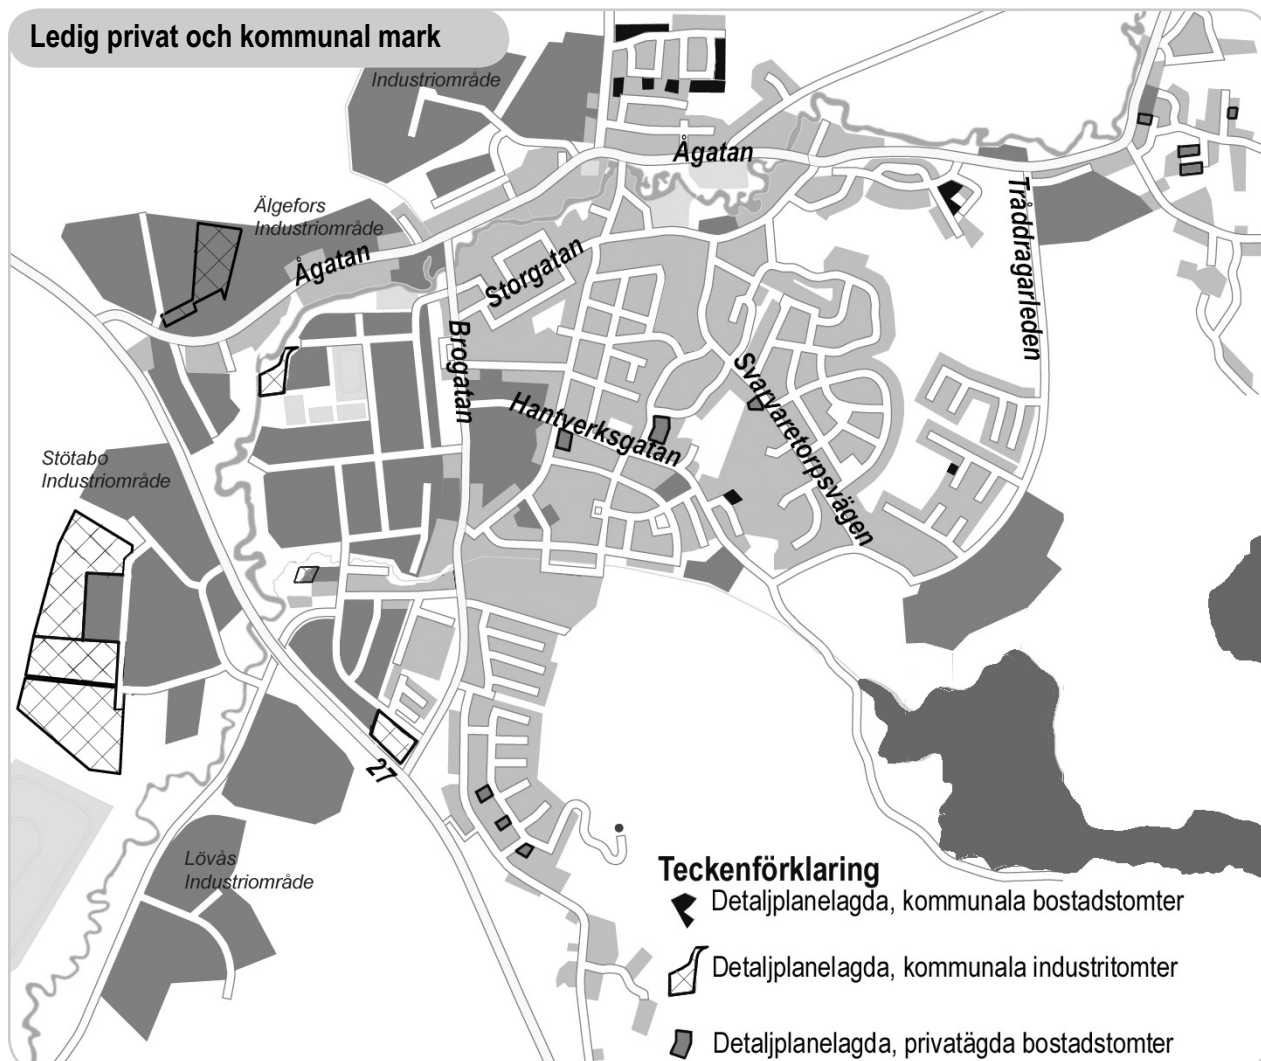 Ledig privat och kommunal mark
Industriområde
Ågatan
Älgefors
Industriområde
Ågatan
Storgatan
Tråddragarleden
Brogatan
Svarvaretorpsvägen
Hantverksgatan
Stötabo
Industriområde
27
Lövås
Industriområde
Teckenförklaring
Detaljplanelagda, kommunala bostadstomter
Detaljplanelagda, kommunala industritomter
Detaljplanelagda, privatägda bostadstomter